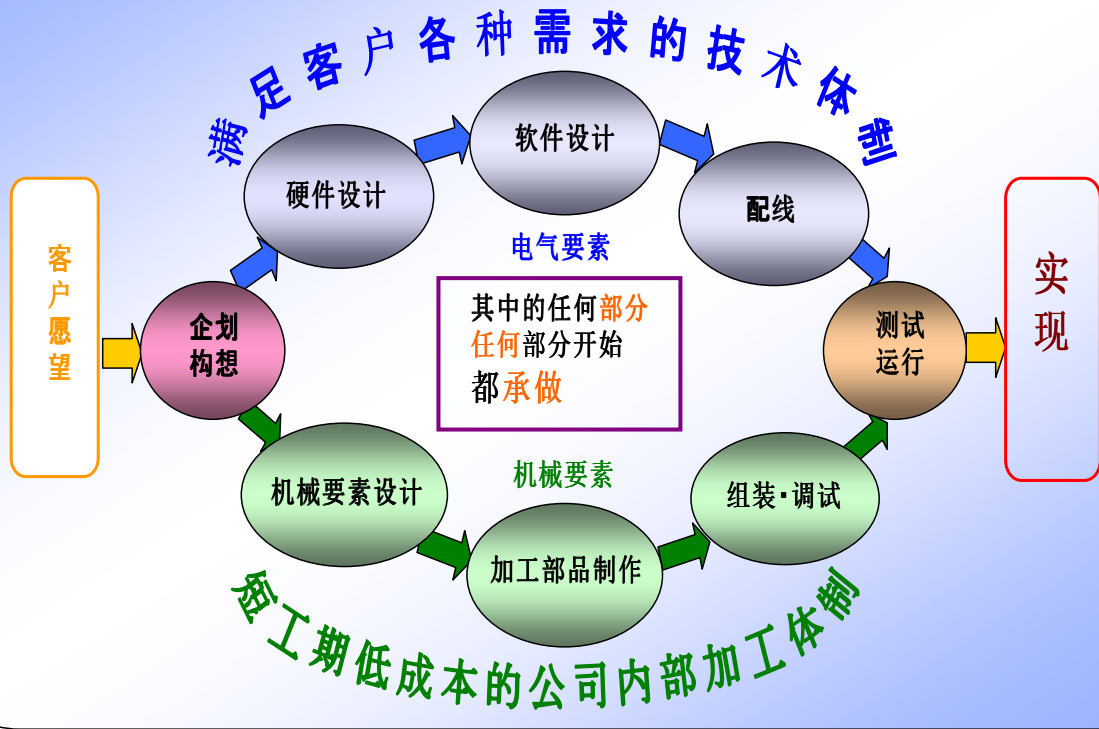 满足客户各种需求的技术体制
软件设计
硬件设计
配线
电气要素
客户愿望
企划
构想
其中的任何部分
任何部分开始
都承做
测试
运行
实现
机械要素
机械要素设计
组装·调试
加工部品制作
短工期低成本的公司内部加工体制